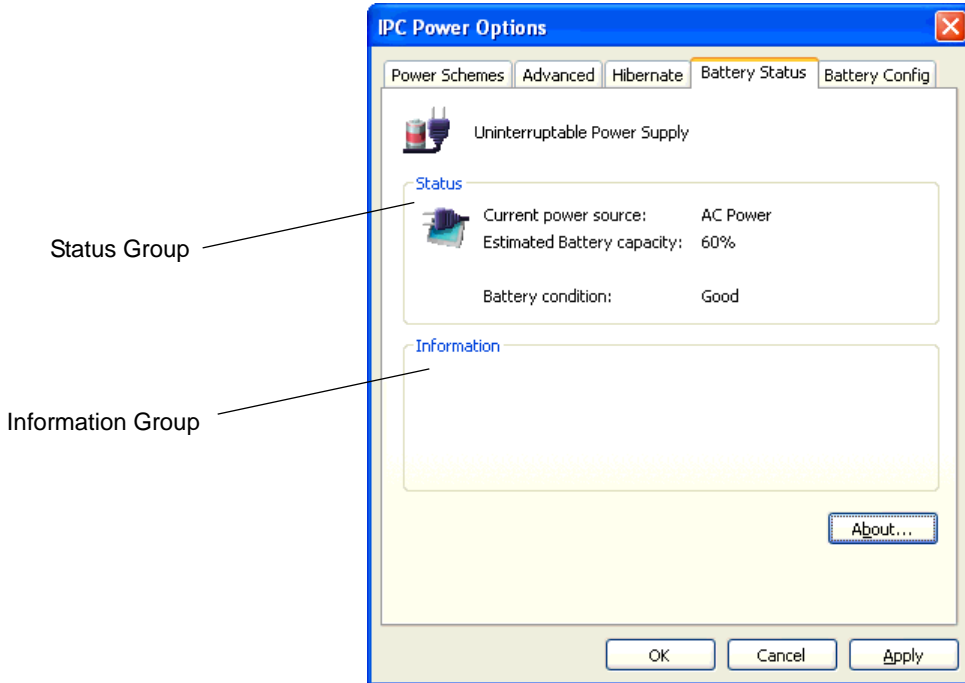 IPC Power Options
Power Schemes Advanced Hibernate Battery Status Battery Config
Uninterruptable Power Supply
Status
Current power source: AC Power
Estimated Battery capacity: 60%
Battery condition: Good
Status Group
Information
Information Group
About...
OK Cancel Apply